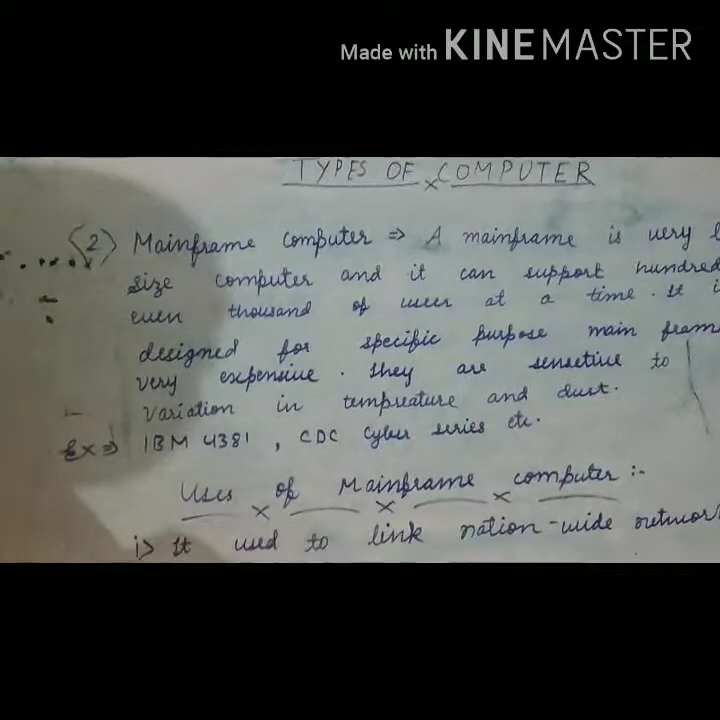 Made with KINEMASTER
TYPES OF COMPUTER
(2) Mainframe computer ⇒ A mainframe is very
size computer and it can support hundred
even thousand of user at a time. It
designed for specific purpose main frame
very expensive. They are sensetive to
variation in tempreature and dust.
Ex ⇒ IBM 4381, CDC Cyber series etc.
Uses of Mainframe computer :-
i> It used to link nation-wide networ